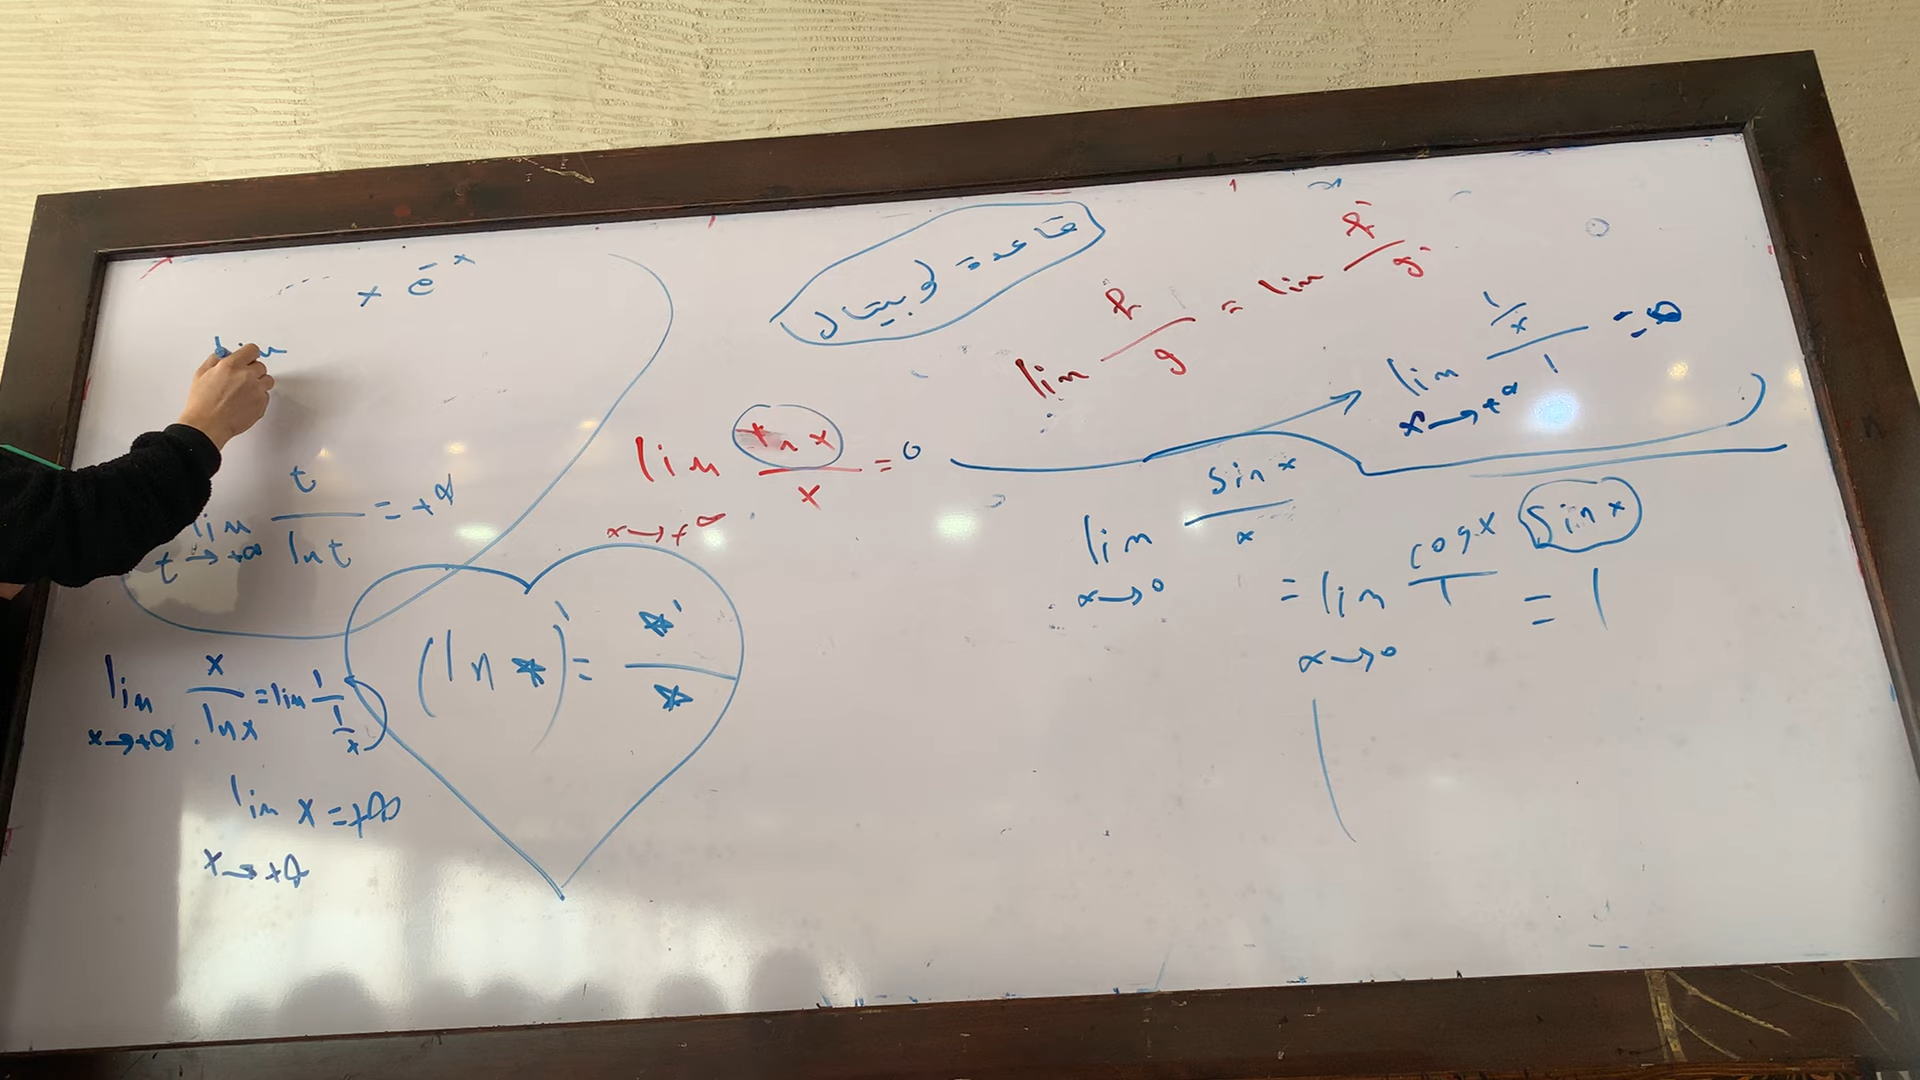 قاعدة لوبيتال
lim f/g = lim f'/g'
x e^-x
lim
lim t/ln t = +∞
t→+∞
lim ln x/x = 0
x→+∞
lim (1/x)/1 = 0
x→+∞
lim sin x/x
x→0
= lim cos x/1 = 1
x→0
sin x
(ln *)' = *'/*
lim x/ln x = lim 1/(1/x)
x→+∞
lim x = +∞
x→+∞